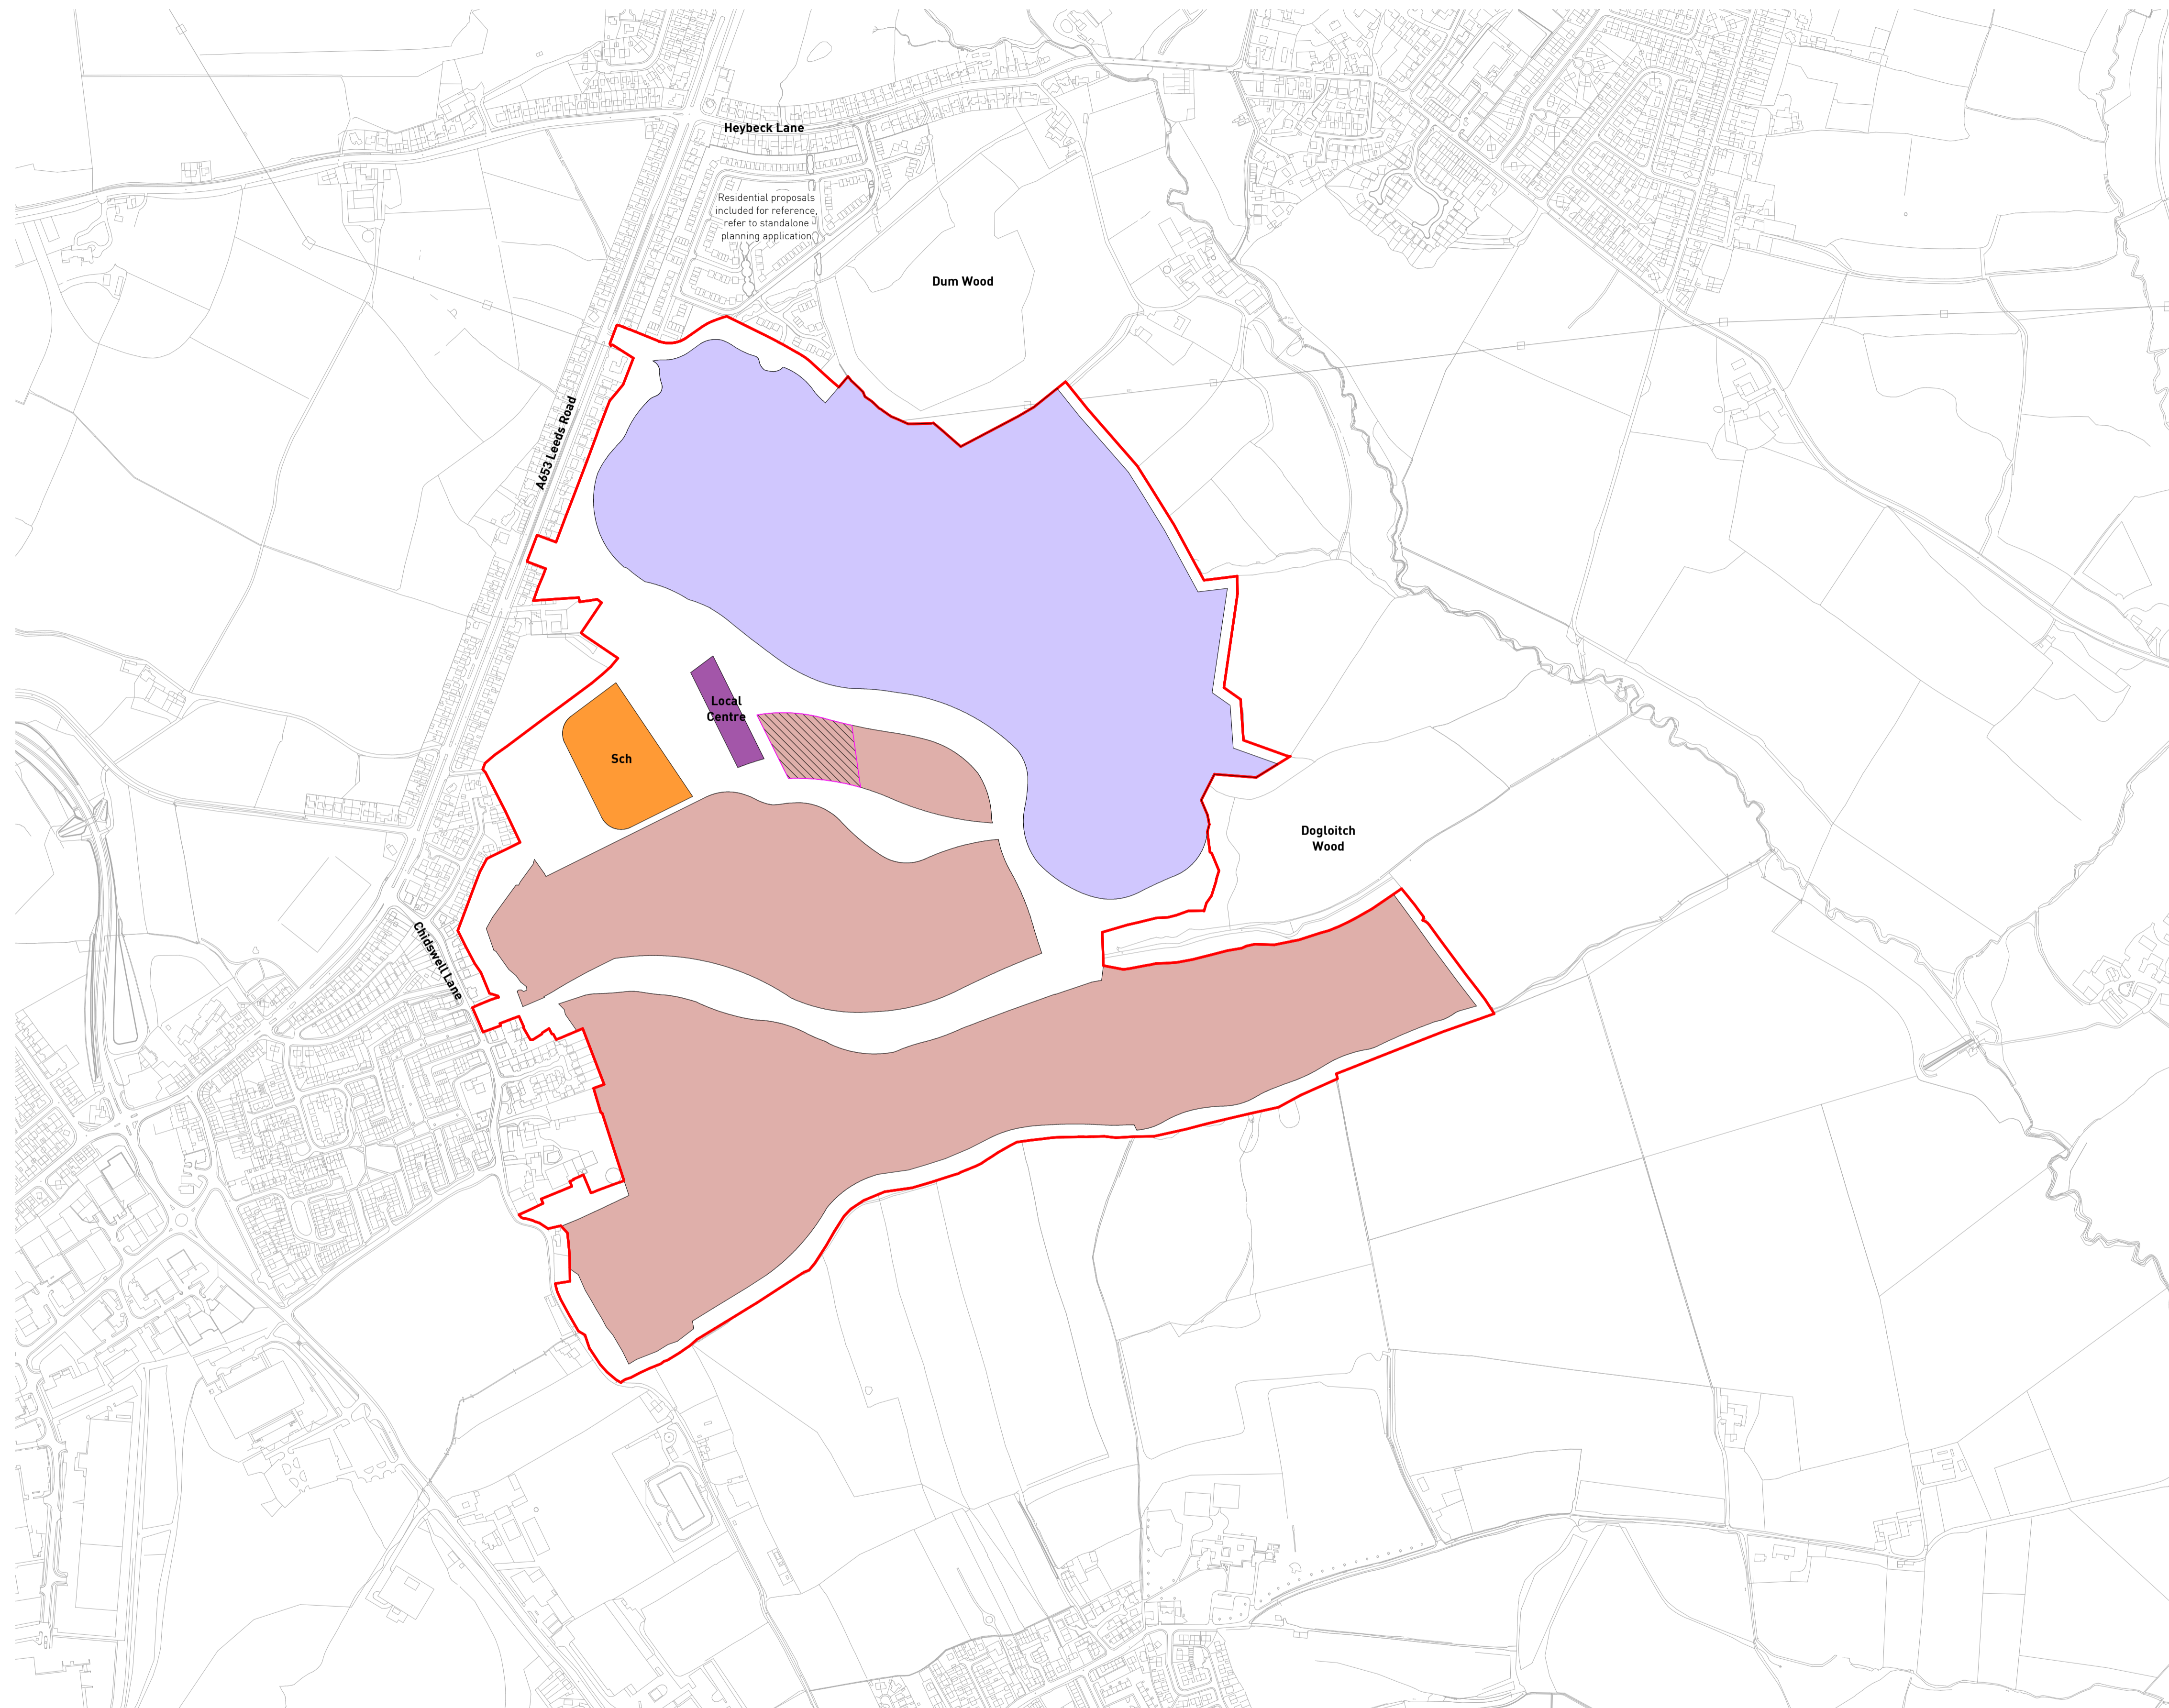 Heybeck Lane
Residential proposals
included for reference,
refer to standalone
planning application
Dum Wood
A653 Leeds Road
Local
Centre
Sch
Dogloitch
Wood
Chidswell Lane